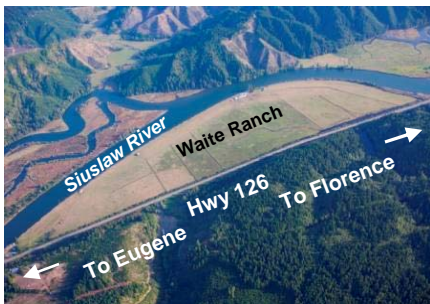 Siuslaw River
Waite Ranch
Hwy 126
To Florence
To Eugene